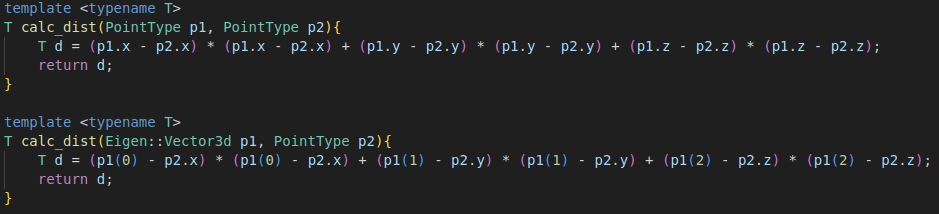 template <typename T>
T calc_dist(PointType p1, PointType p2){
    T d = (p1.x - p2.x) * (p1.x - p2.x) + (p1.y - p2.y) * (p1.y - p2.y) + (p1.z - p2.z) * (p1.z - p2.z);
    return d;
}

template <typename T>
T calc_dist(Eigen::Vector3d p1, PointType p2){
    T d = (p1(0) - p2.x) * (p1(0) - p2.x) + (p1(1) - p2.y) * (p1(1) - p2.y) + (p1(2) - p2.z) * (p1(2) - p2.z);
    return d;
}